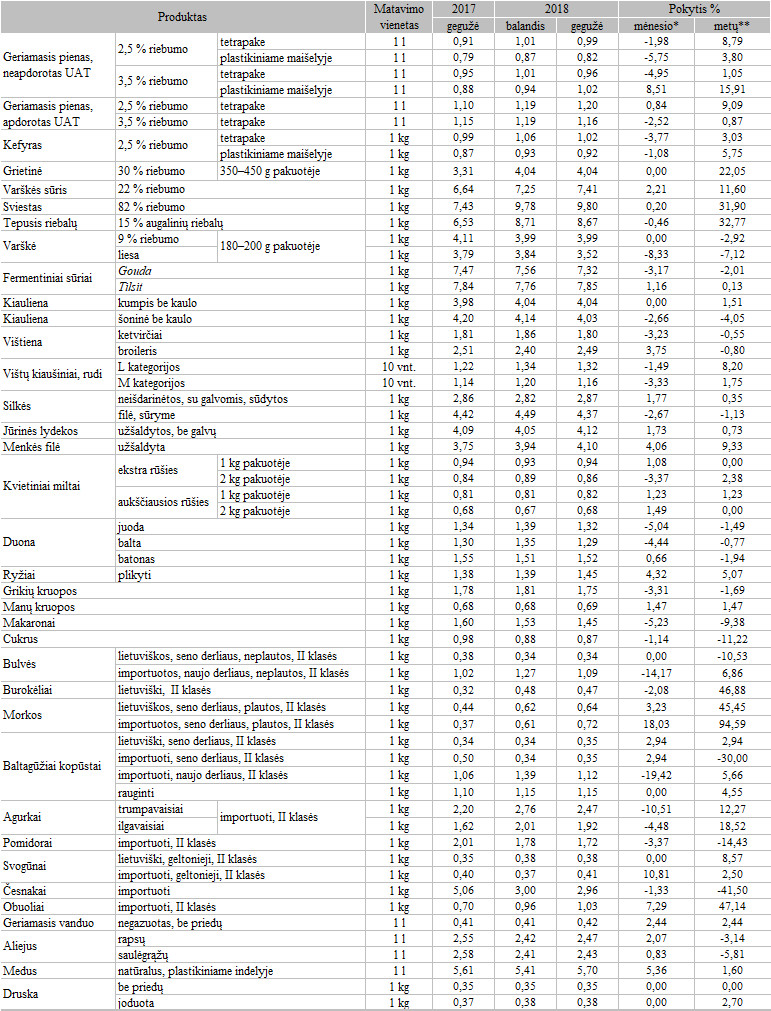 Produktas Matavimo vienetas 2017 2018 Pokytis %
gegužė balandis gegužė mėnesio* metų**
Geriamas pienas, neapdorotas UAT 2,5 % riebumo tetrapake 1 l 0,91 1,01 0,99 -1,98 8,79
plastikiniame maišelyje 1 l 0,79 0,87 0,82 -5,75 3,80
3,5 % riebumo tetrapake 1 l 0,95 1,01 0,96 -4,95 1,05
plastikiniame maišelyje 1 l 0,88 0,94 1,02 8,51 15,91
Geriamasis pienas, apdorotas UAT 2,5 % riebumo tetrapake 1 l 1,10 1,19 1,20 0,84 9,09
3,5 % riebumo tetrapake 1 l 1,15 1,19 1,16 -2,52 0,87
Kefyras 2,5 % riebumo tetrapake 1 kg 0,99 1,06 1,02 -3,77 3,03
plastikiniame maišelyje 1 kg 0,87 0,93 0,92 -1,08 5,75
Grietinė 30 % riebumo 350–450 g pakuotėje 1 kg 3,31 4,04 4,04 0,00 22,05
Varškės sūris 22 % riebumo 1 kg 6,64 7,25 7,41 2,21 11,60
Sviestas 82 % riebumo 1 kg 7,43 9,78 9,80 0,20 31,90
Tepusis riebalų 15 % augalinių riebalų 1 kg 6,53 8,71 8,67 -0,46 32,77
Varškė 9 % riebumo 180–200 g pakuotėje 1 kg 4,11 3,99 3,99 0,00 -2,92
liesa 1 kg 3,79 3,84 3,52 -8,33 -7,12
Fermentiniai sūriai Gouda 1 kg 7,47 7,56 7,32 -3,17 -2,01
Tilsit 1 kg 7,84 7,76 7,85 1,16 0,13
Kiauliena kumpis be kaulo 1 kg 3,98 4,04 4,04 0,00 1,51
Kiauliena šoninė be kaulo 1 kg 4,20 4,14 4,03 -2,66 -4,05
Vištiena ketvirčiai 1 kg 1,81 1,86 1,80 -3,23 -0,55
broileris 1 kg 2,51 2,40 2,49 3,75 -0,80
Vištų kiaušiniai, rudi L kategorijos 10 vnt. 1,22 1,34 1,32 -1,49 8,20
M kategorijos 10 vnt. 1,14 1,20 1,16 -3,33 1,75
Silkės neišdarinėtos, su galvomis, sūdytos 1 kg 2,86 2,82 2,87 1,77 0,35
filė, sūryme 1 kg 4,42 4,49 4,37 -2,67 -1,13
Jūrinės lydekos užšaldytos, be galvų 1 kg 4,09 4,05 4,12 1,73 0,73
Menkės filė užšaldyta 1 kg 3,75 3,94 4,10 4,06 9,33
Kvietiniai miltai ekstra rūšies 1 kg pakuotėje 1 kg 0,94 0,93 0,94 1,08 0,00
2 kg pakuotėje 1 kg 0,84 0,89 0,86 -3,37 2,38
aukščiausios rūšies 1 kg pakuotėje 1 kg 0,81 0,81 0,82 1,23 1,23
2 kg pakuotėje 1 kg 0,68 0,67 0,68 1,49 0,00
Duona juoda 1 kg 1,34 1,39 1,32 -5,04 -1,49
balta 1 kg 1,30 1,35 1,29 -4,44 -0,77
batonas 1 kg 1,55 1,51 1,52 0,66 -1,94
Ryžiai plikyti 1 kg 1,38 1,39 1,45 4,32 5,07
Grikių kruopos 1 kg 1,78 1,81 1,75 -3,31 -1,69
Manų kruopos 1 kg 0,68 0,68 0,69 1,47 1,47
Makaronai 1 kg 1,60 1,53 1,45 -5,23 -9,38
Cukrus 1 kg 0,98 0,88 0,87 -1,14 -11,22
Bulvės lietuviškos, seno derliaus, neplautos, II klasės 1 kg 0,38 0,34 0,34 0,00 -10,53
importuotos, naujo derliaus, neplautos, II klasės 1 kg 1,02 1,27 1,09 -14,17 6,86
Burokėliai lietuviški, II klasės 1 kg 0,32 0,48 0,47 -2,08 46,88
Morkos lietuviškos, seno derliaus, plautos, II klasės 1 kg 0,44 0,62 0,64 3,23 45,45
importuotos, seno derliaus, plautos, II klasės 1 kg 0,37 0,61 0,72 18,03 94,59
Baltagūžiai kopūstai lietuviški, seno derliaus, II klasės 1 kg 0,34 0,34 0,35 2,94 2,94
importuoti, seno derliaus, II klasės 1 kg 0,50 0,34 0,35 2,94 -30,00
importuoti, naujo derliaus, II klasės 1 kg 1,06 1,39 1,12 -19,42 5,66
rauginti 1 kg 1,10 1,15 1,15 0,00 4,55
Agurkai trumpavaisiai importuoti, II klasės 1 kg 2,20 2,76 2,47 -10,51 12,27
ilgavaisiai 1 kg 1,62 2,01 1,92 -4,48 18,52
Pomidorai importuoti, II klasės 1 kg 2,01 1,78 1,72 -3,37 -14,43
Svogūnai lietuviški, geltonieji, II klasės 1 kg 0,35 0,38 0,38 0,00 8,57
importuoti, geltonieji, II klasės 1 kg 0,40 0,37 0,41 10,81 2,50
Česnakai importuoti 1 kg 5,06 3,00 2,96 -1,33 -41,50
Obuoliai importuoti, II klasės 1 kg 0,70 0,96 1,03 7,29 47,14
Geriamasis vanduo negazuotas, be priedų 1 l 0,41 0,41 0,42 2,44 2,44
Aliejus rapsų 1 l 2,55 2,42 2,47 2,07 -3,14
saulėgrąžų 1 l 2,58 2,41 2,43 0,83 -5,81
Medus natūralus, plastikiniame indelyje 1 l 5,61 5,41 5,70 5,36 1,60
Druska be priedų 1 kg 0,35 0,35 0,35 0,00 0,00
joduota 1 kg 0,37 0,38 0,38 0,00 2,70